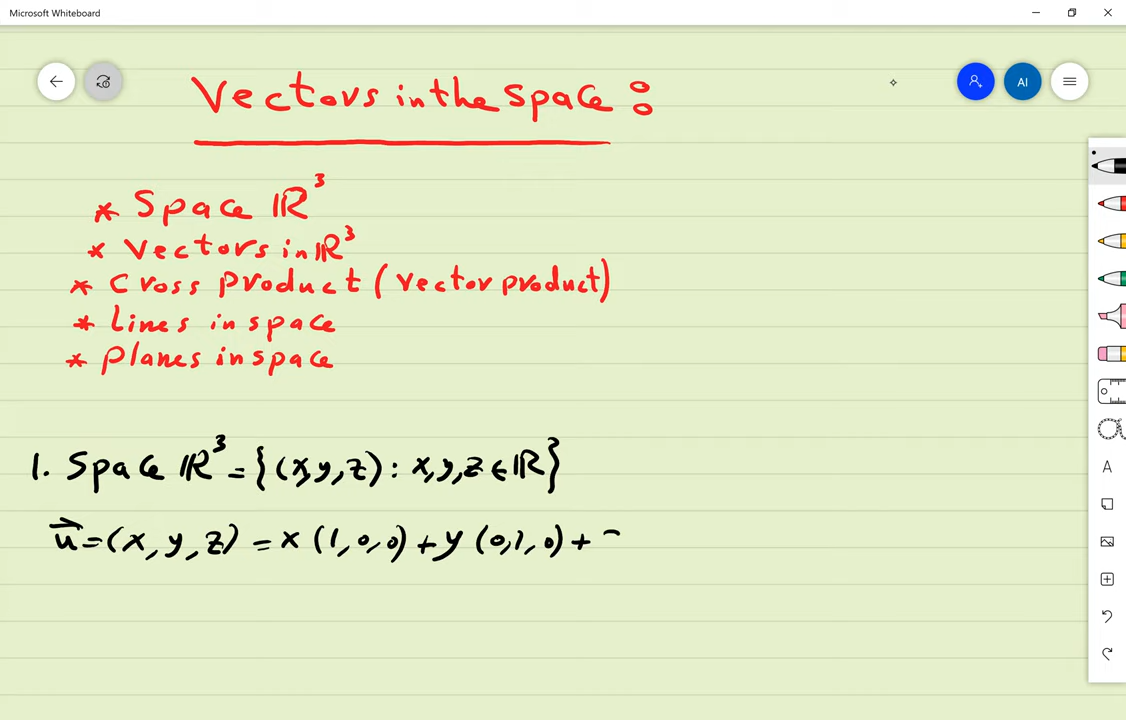 Microsoft Whiteboard
Vectors in the space :
AI
* Space ℝ³
* Vectors in ℝ³
* Cross product (vector product)
* Lines in space
* Planes in space
A
1. Space ℝ³ = {(x,y,z) : x,y,z ∈ ℝ}
u⃗ = (x, y, z) = x (1,0,0) + y (0,1,0) +